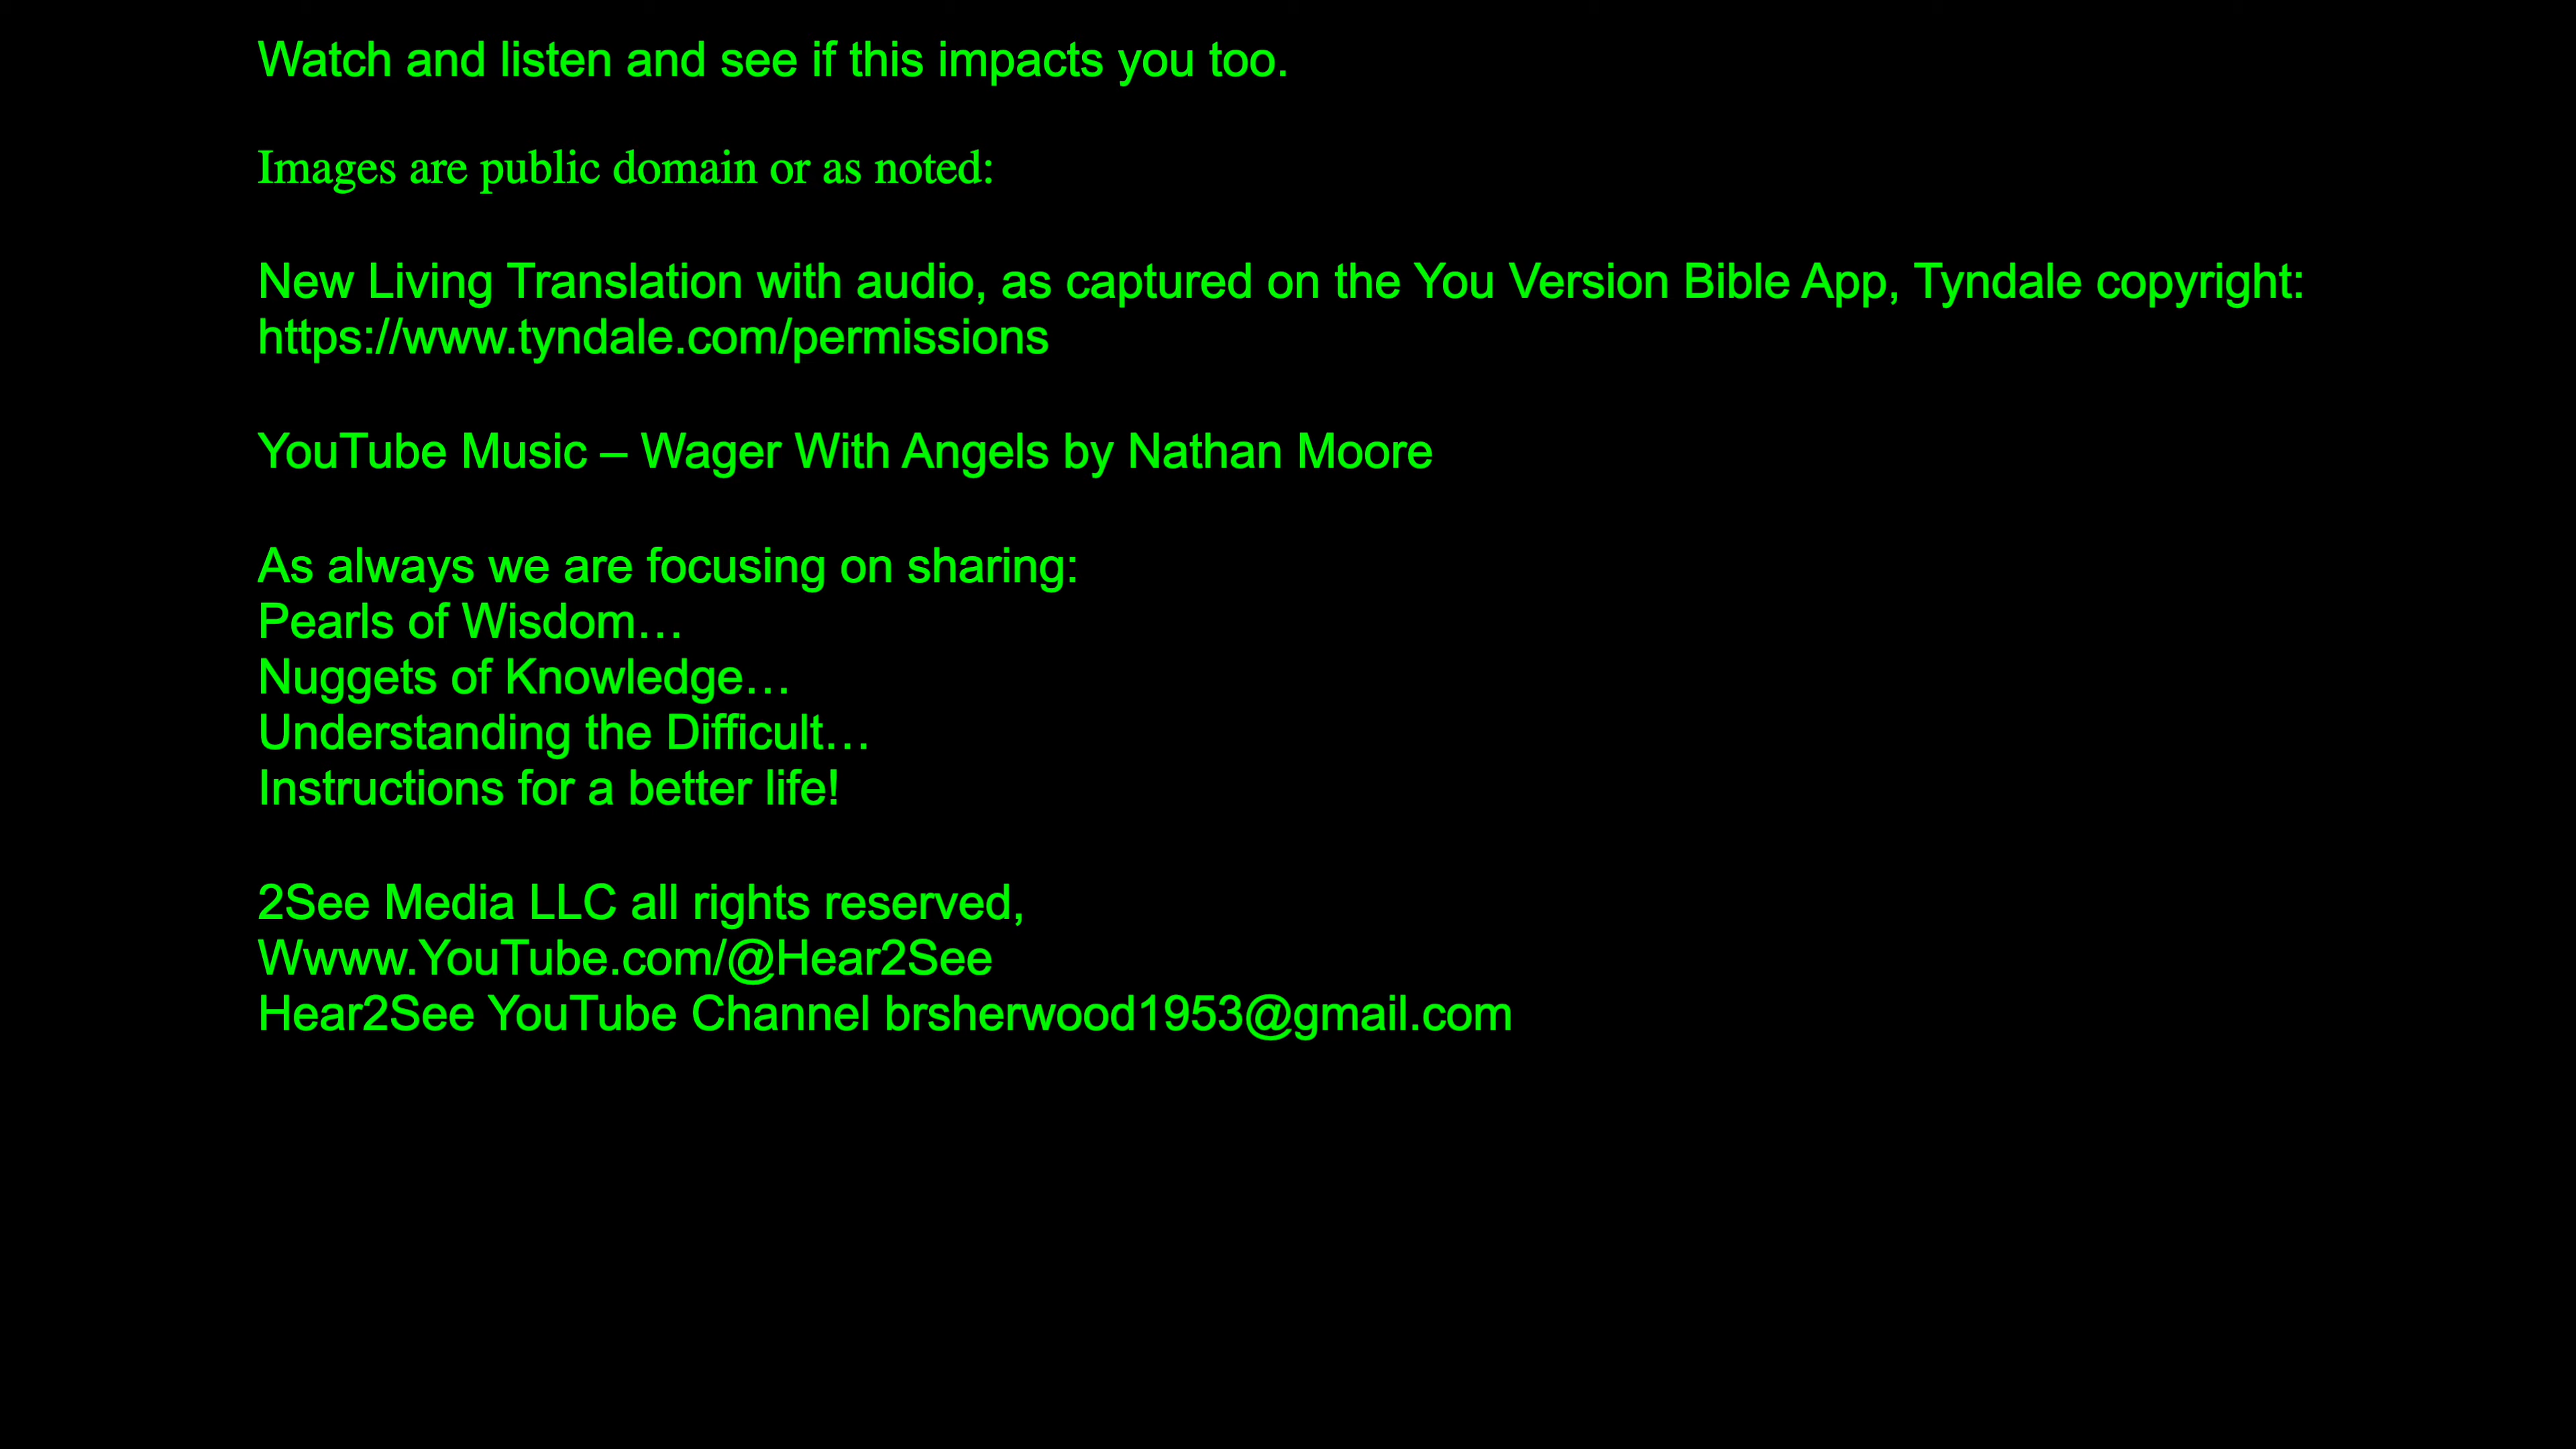 Watch and listen and see if this impacts you too.
Images are public domain or as noted:
New Living Translation with audio, as captured on the You Version Bible App, Tyndale copyright:
https://www.tyndale.com/permissions
YouTube Music – Wager With Angels by Nathan Moore
As always we are focusing on sharing:
Pearls of Wisdom…
Nuggets of Knowledge…
Understanding the Difficult…
Instructions for a better life!
2See Media LLC all rights reserved,
Wwww.YouTube.com/@Hear2See
Hear2See YouTube Channel brsherwood1953@gmail.com